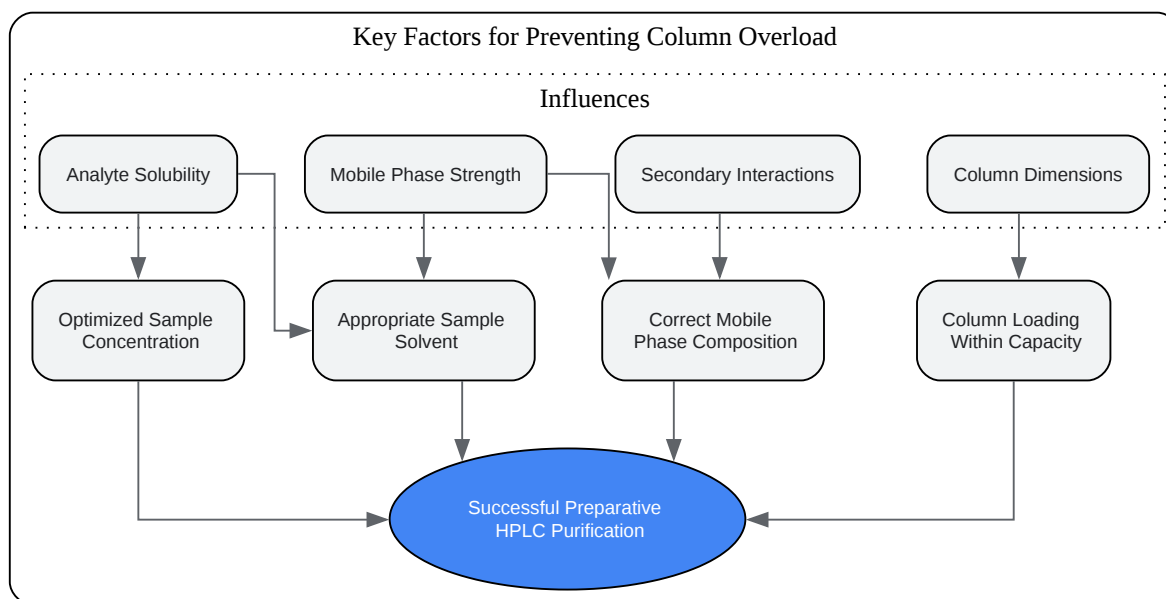 Key Factors for Preventing Column Overload
Influences
Analyte Solubility
Mobile Phase Strength
Secondary Interactions
Column Dimensions
Optimized Sample
Concentration
Appropriate Sample
Solvent
Correct Mobile
Phase Composition
Column Loading
Within Capacity
Successful Preparative
HPLC Purification